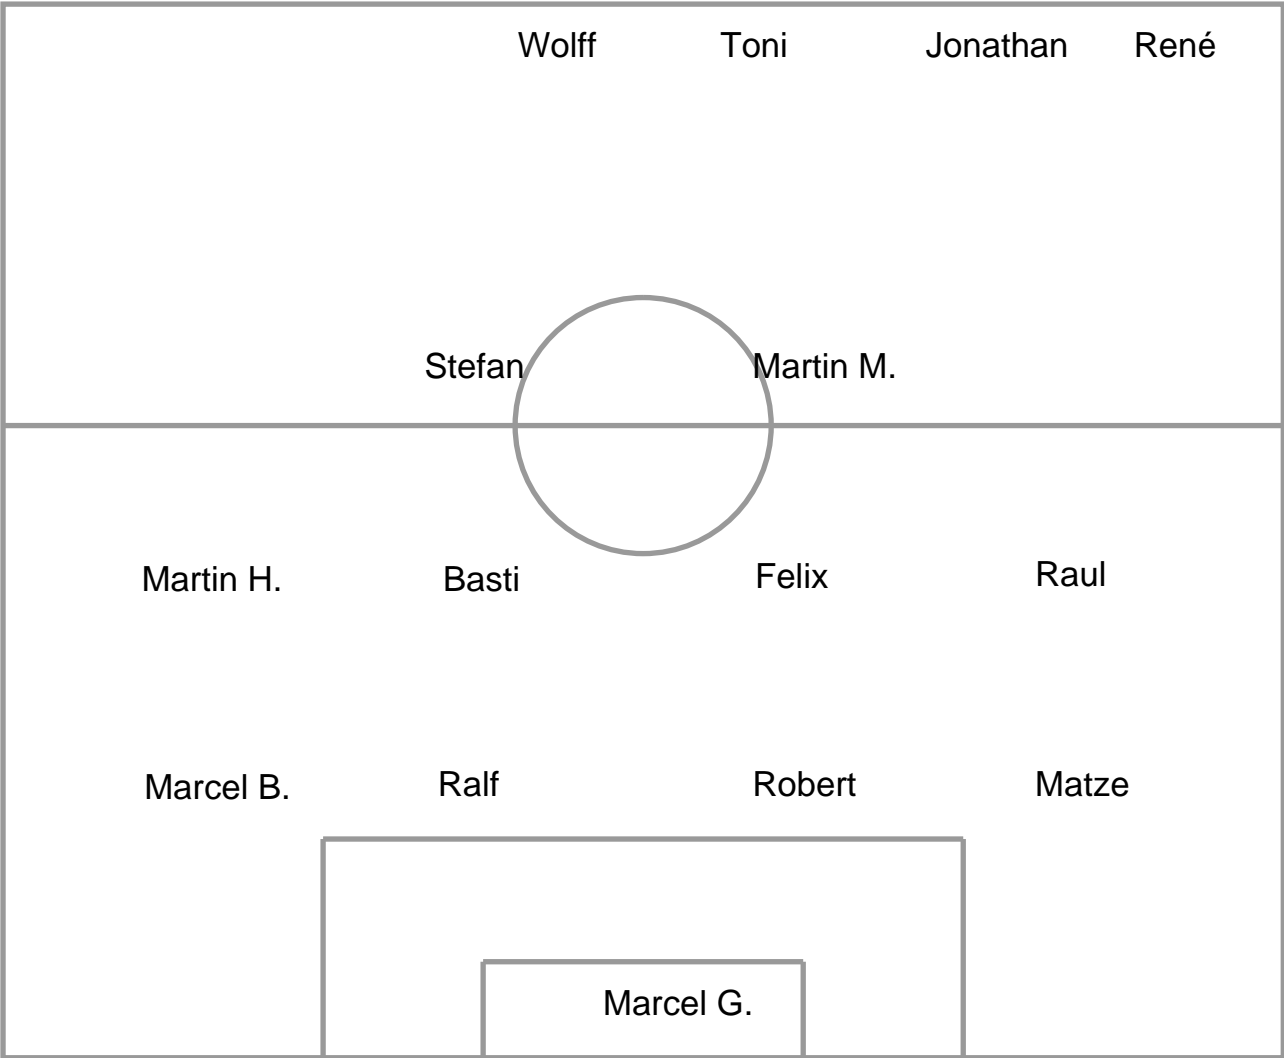 Wolff Toni Jonathan René
Stefan Martin M.
Martin H. Basti Felix Raul
Marcel B. Ralf Robert Matze
Marcel G.